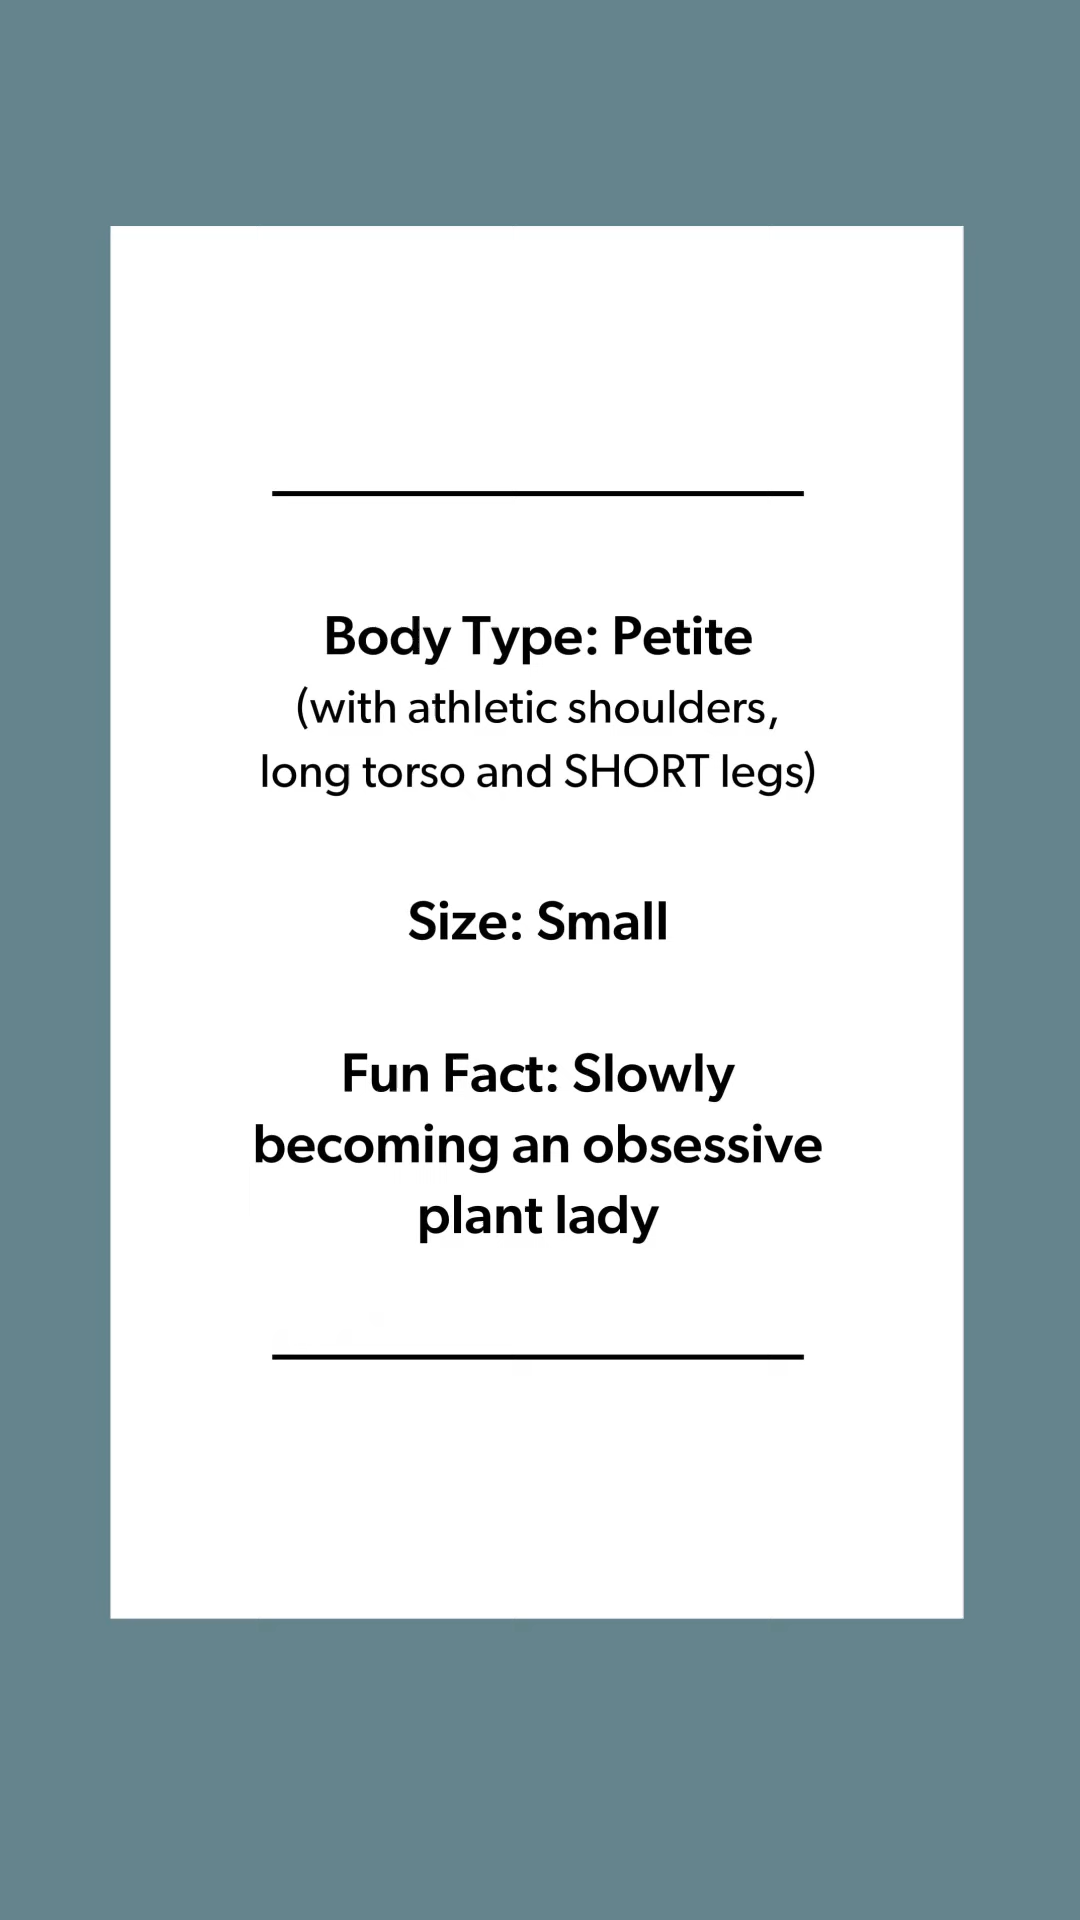 Body Type: Petite
(with athletic shoulders,
long torso and SHORT legs)
Size: Small
Fun Fact: Slowly
becoming an obsessive
plant lady